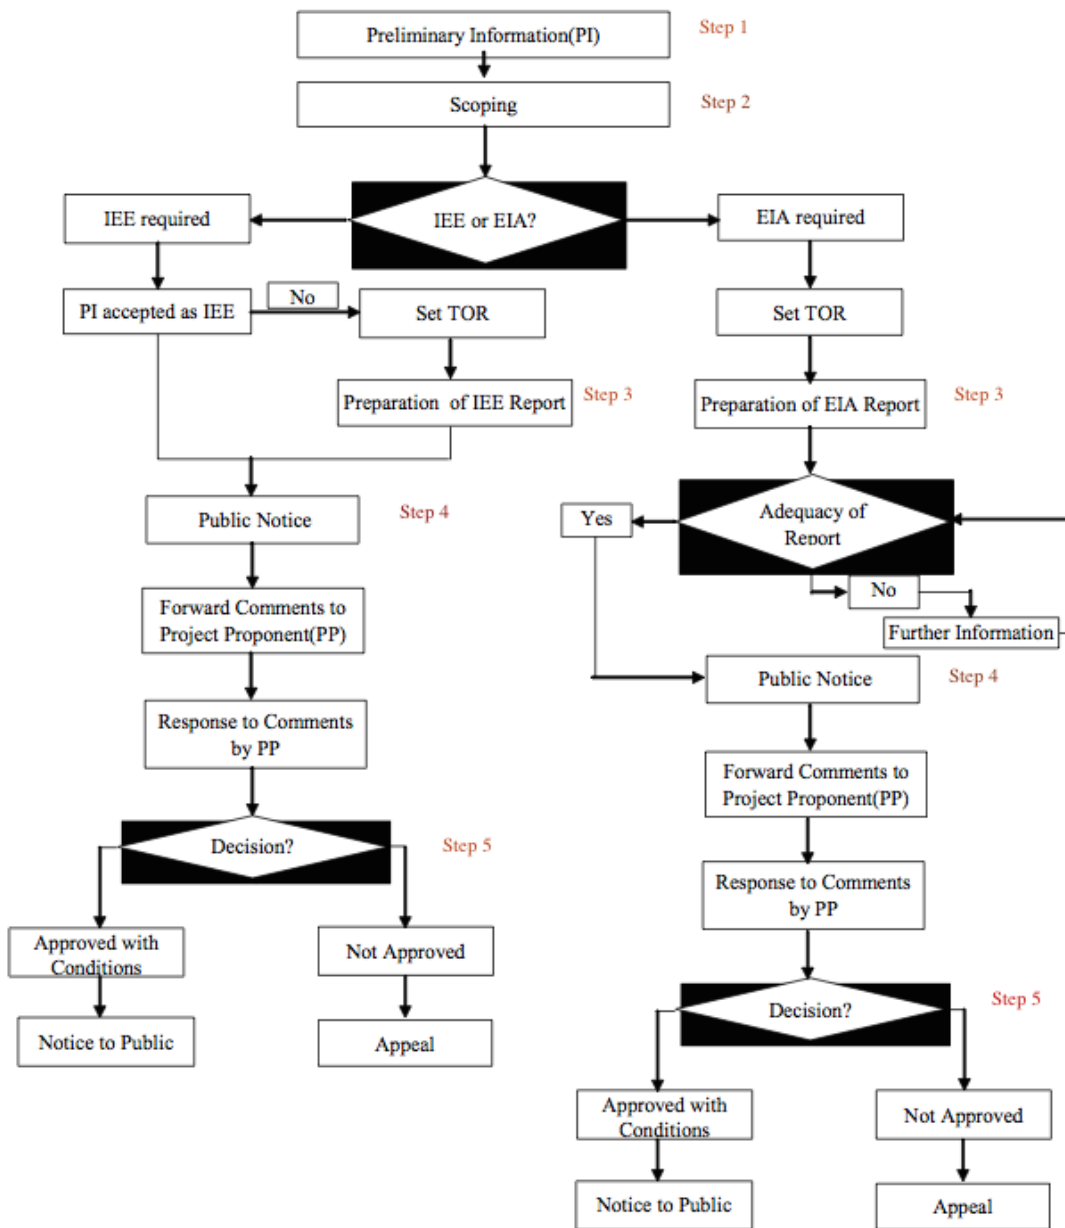 Preliminary Information(PI)
Step 1
Scoping
Step 2
IEE or EIA?
IEE required
EIA required
PI accepted as IEE
No
Set TOR
Set TOR
Preparation of IEE Report
Step 3
Preparation of EIA Report
Step 3
Public Notice
Step 4
Yes
Adequacy of
Report
No
Further Information
Forward Comments to
Project Proponent(PP)
Public Notice
Step 4
Response to Comments
by PP
Forward Comments to
Project Proponent(PP)
Decision?
Step 5
Response to Comments
by PP
Approved with
Conditions
Not Approved
Notice to Public
Appeal
Decision?
Step 5
Approved with
Conditions
Not Approved
Notice to Public
Appeal